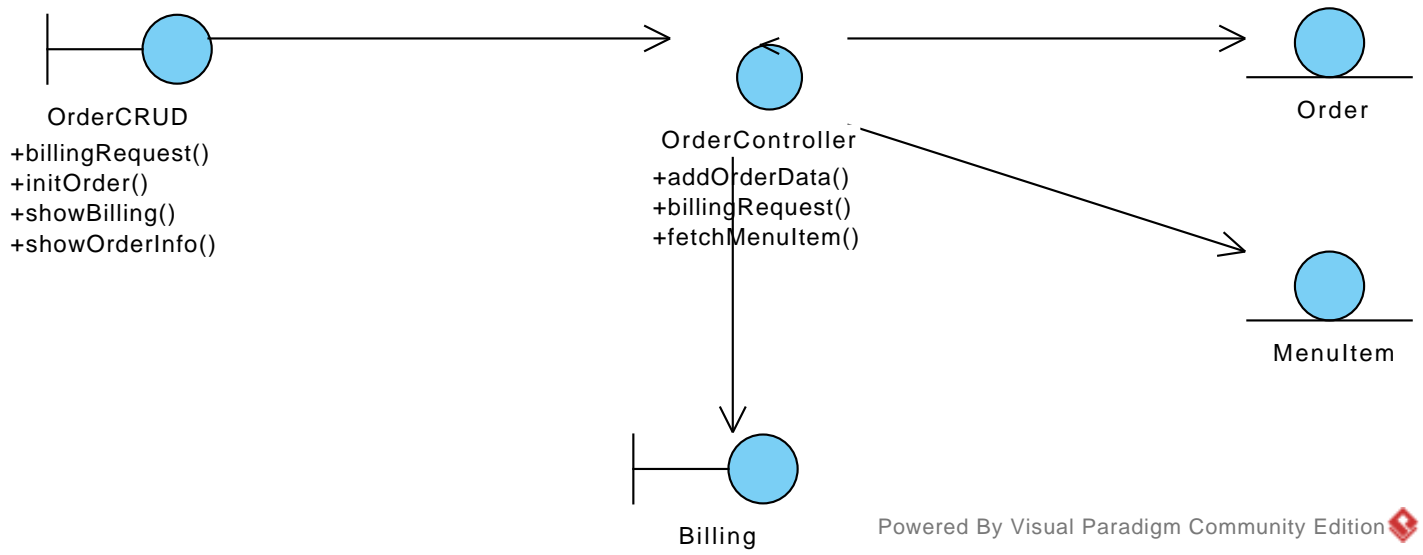 OrderCRUD
+billingRequest()
+initOrder()
+showBilling()
+showOrderInfo()
OrderController
+addOrderData()
+billingRequest()
+fetchMenuItem()
Order
MenuItem
Billing
Powered By Visual Paradigm Community Edition